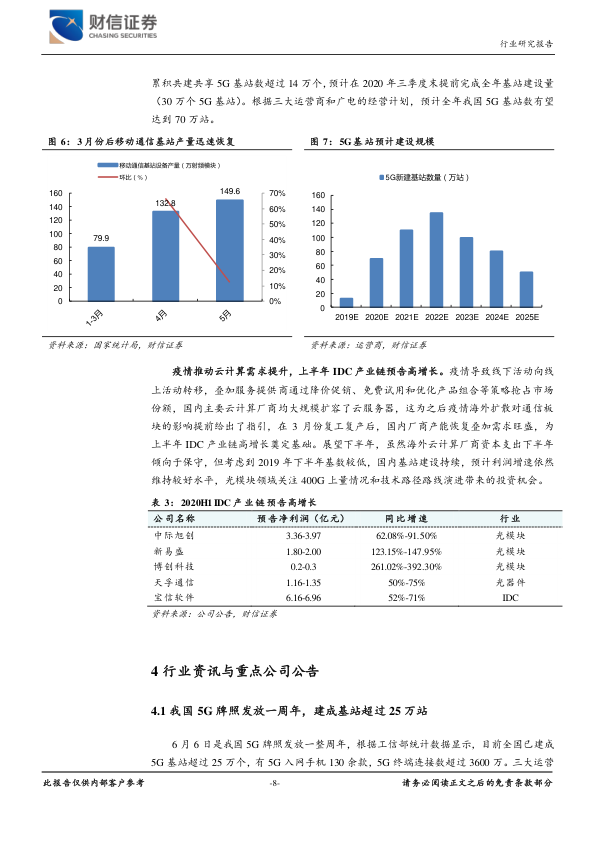 财信证券
CHASING SECURITIES
行业研究报告
累积共建共享 5G 基站数超过 14 万个，预计在 2020 年三季度末提前完成全年基站建设量
（30 万个 5G 基站）。根据三大运营商和广电的经营计划，预计全年我国 5G 基站数有望
达到 70 万站。
图 6：3 月份后移动通信基站产量迅速恢复
移动通信基站设备产量（万射频模块）
环比（%）
160
140
120
100
80
60
40
20
0
79.9
132.8
149.6
70%
60%
50%
40%
30%
20%
10%
0%
1-3月
4月
5月
资料来源：国家统计局，财信证券
图 7：5G 基站预计建设规模
5G新建基站数量（万站）
160
140
120
100
80
60
40
20
0
2019E 2020E 2021E 2022E 2023E 2024E 2025E
资料来源：运营商，财信证券
疫情推动云计算需求提升，上半年 IDC 产业链预告高增长。疫情导致线下活动向线
上活动转移，叠加服务提供商通过降价促销、免费试用和优化产品组合等策略抢占市场
份额，国内主要云计算厂商均大规模扩容了云服务器，这为之后疫情海外扩散对通信板
块的影响提前给出了指引，在 3 月份复工复产后，国内厂商产能恢复叠加需求旺盛，为
上半年 IDC 产业链高增长奠定基础。展望下半年，虽然海外云计算厂商资本支出下半年
倾向于保守，但考虑到 2019 年下半年基数较低，国内基站建设持续，预计利润增速依然
维持较好水平，光模块领域关注 400G 上量情况和技术路径路线演进带来的投资机会。
表 3：2020H1 IDC 产业链预告高增长
公司名称 预告净利润（亿元） 同比增速 行业
中际旭创 3.36-3.97 62.08%-91.50% 光模块
新易盛 1.80-2.00 123.15%-147.95% 光模块
博创科技 0.2-0.3 261.02%-392.30% 光模块
天孚通信 1.16-1.35 50%-75% 光器件
宝信软件 6.16-6.96 52%-71% IDC
资料来源：公司公告，财信证券
4 行业资讯与重点公司公告
4.1 我国 5G 牌照发放一周年，建成基站超过 25 万站
6 月 6 日是我国 5G 牌照发放一整周年，根据工信部统计数据显示，目前全国已建成
5G 基站超过 25 万个，有 5G 入网手机 130 余款，5G 终端连接数超过 3600 万。三大运营
此报告仅供内部客户参考 -8- 请务必阅读正文之后的免责条款部分